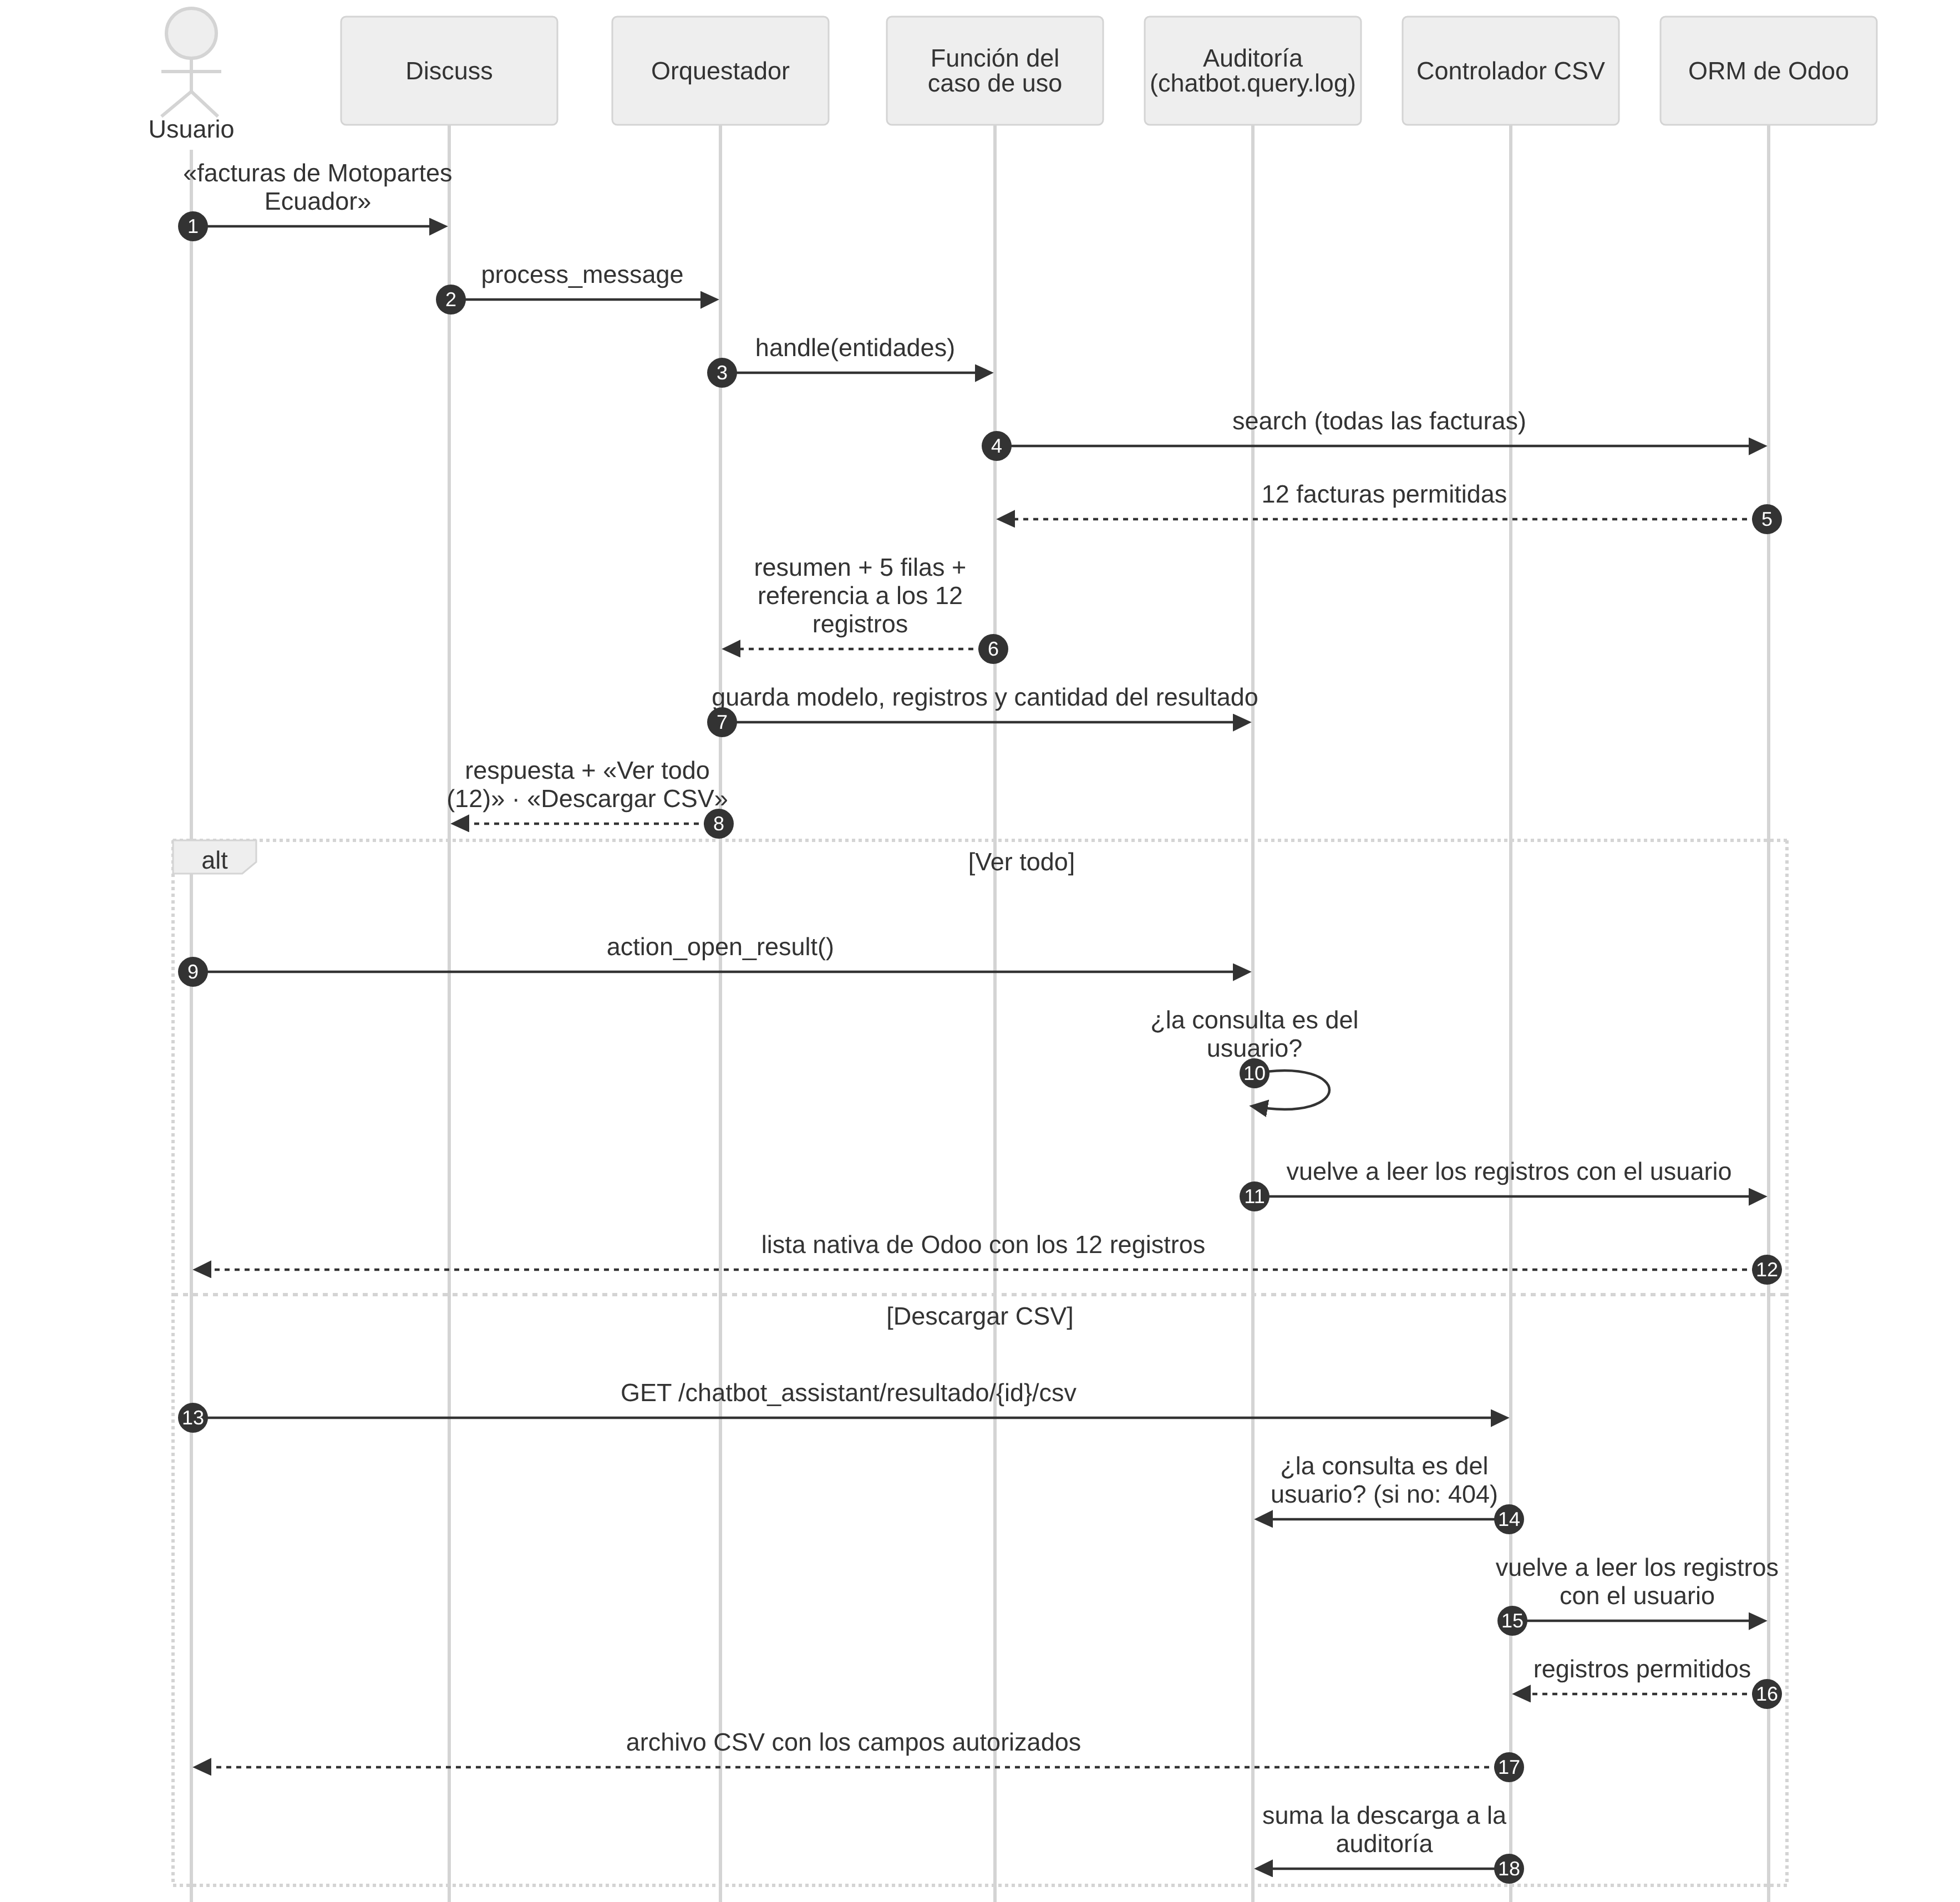 Usuario
Discuss
Orquestador
Función del
caso de uso
Auditoría
(chatbot.query.log)
Controlador CSV
ORM de Odoo
«facturas de Motopartes
Ecuador»
1
process_message
2
handle(entidades)
3
search (todas las facturas)
4
12 facturas permitidas
5
resumen + 5 filas +
referencia a los 12
registros
6
guarda modelo, registros y cantidad del resultado
7
respuesta + «Ver todo
(12)» · «Descargar CSV»
8
alt
[Ver todo]
action_open_result()
9
¿la consulta es del
usuario?
10
vuelve a leer los registros con el usuario
11
lista nativa de Odoo con los 12 registros
12
[Descargar CSV]
GET /chatbot_assistant/resultado/{id}/csv
13
¿la consulta es del
usuario? (si no: 404)
14
vuelve a leer los registros
con el usuario
15
registros permitidos
16
archivo CSV con los campos autorizados
17
suma la descarga a la
auditoría
18